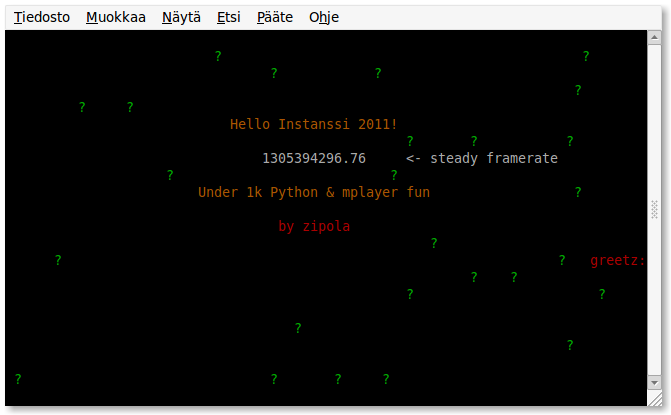 Tiedosto Muokkaa Näytä Etsi Pääte Ohje
? ?
? ?
?
? ?
Hello Instanssi 2011!
? ? ?
1305394296.76 <- steady framerate
? ?
Under 1k Python & mplayer fun ?
by zipola
?
? ? greetz:
? ?
? ?
?
?
? ? ? ?